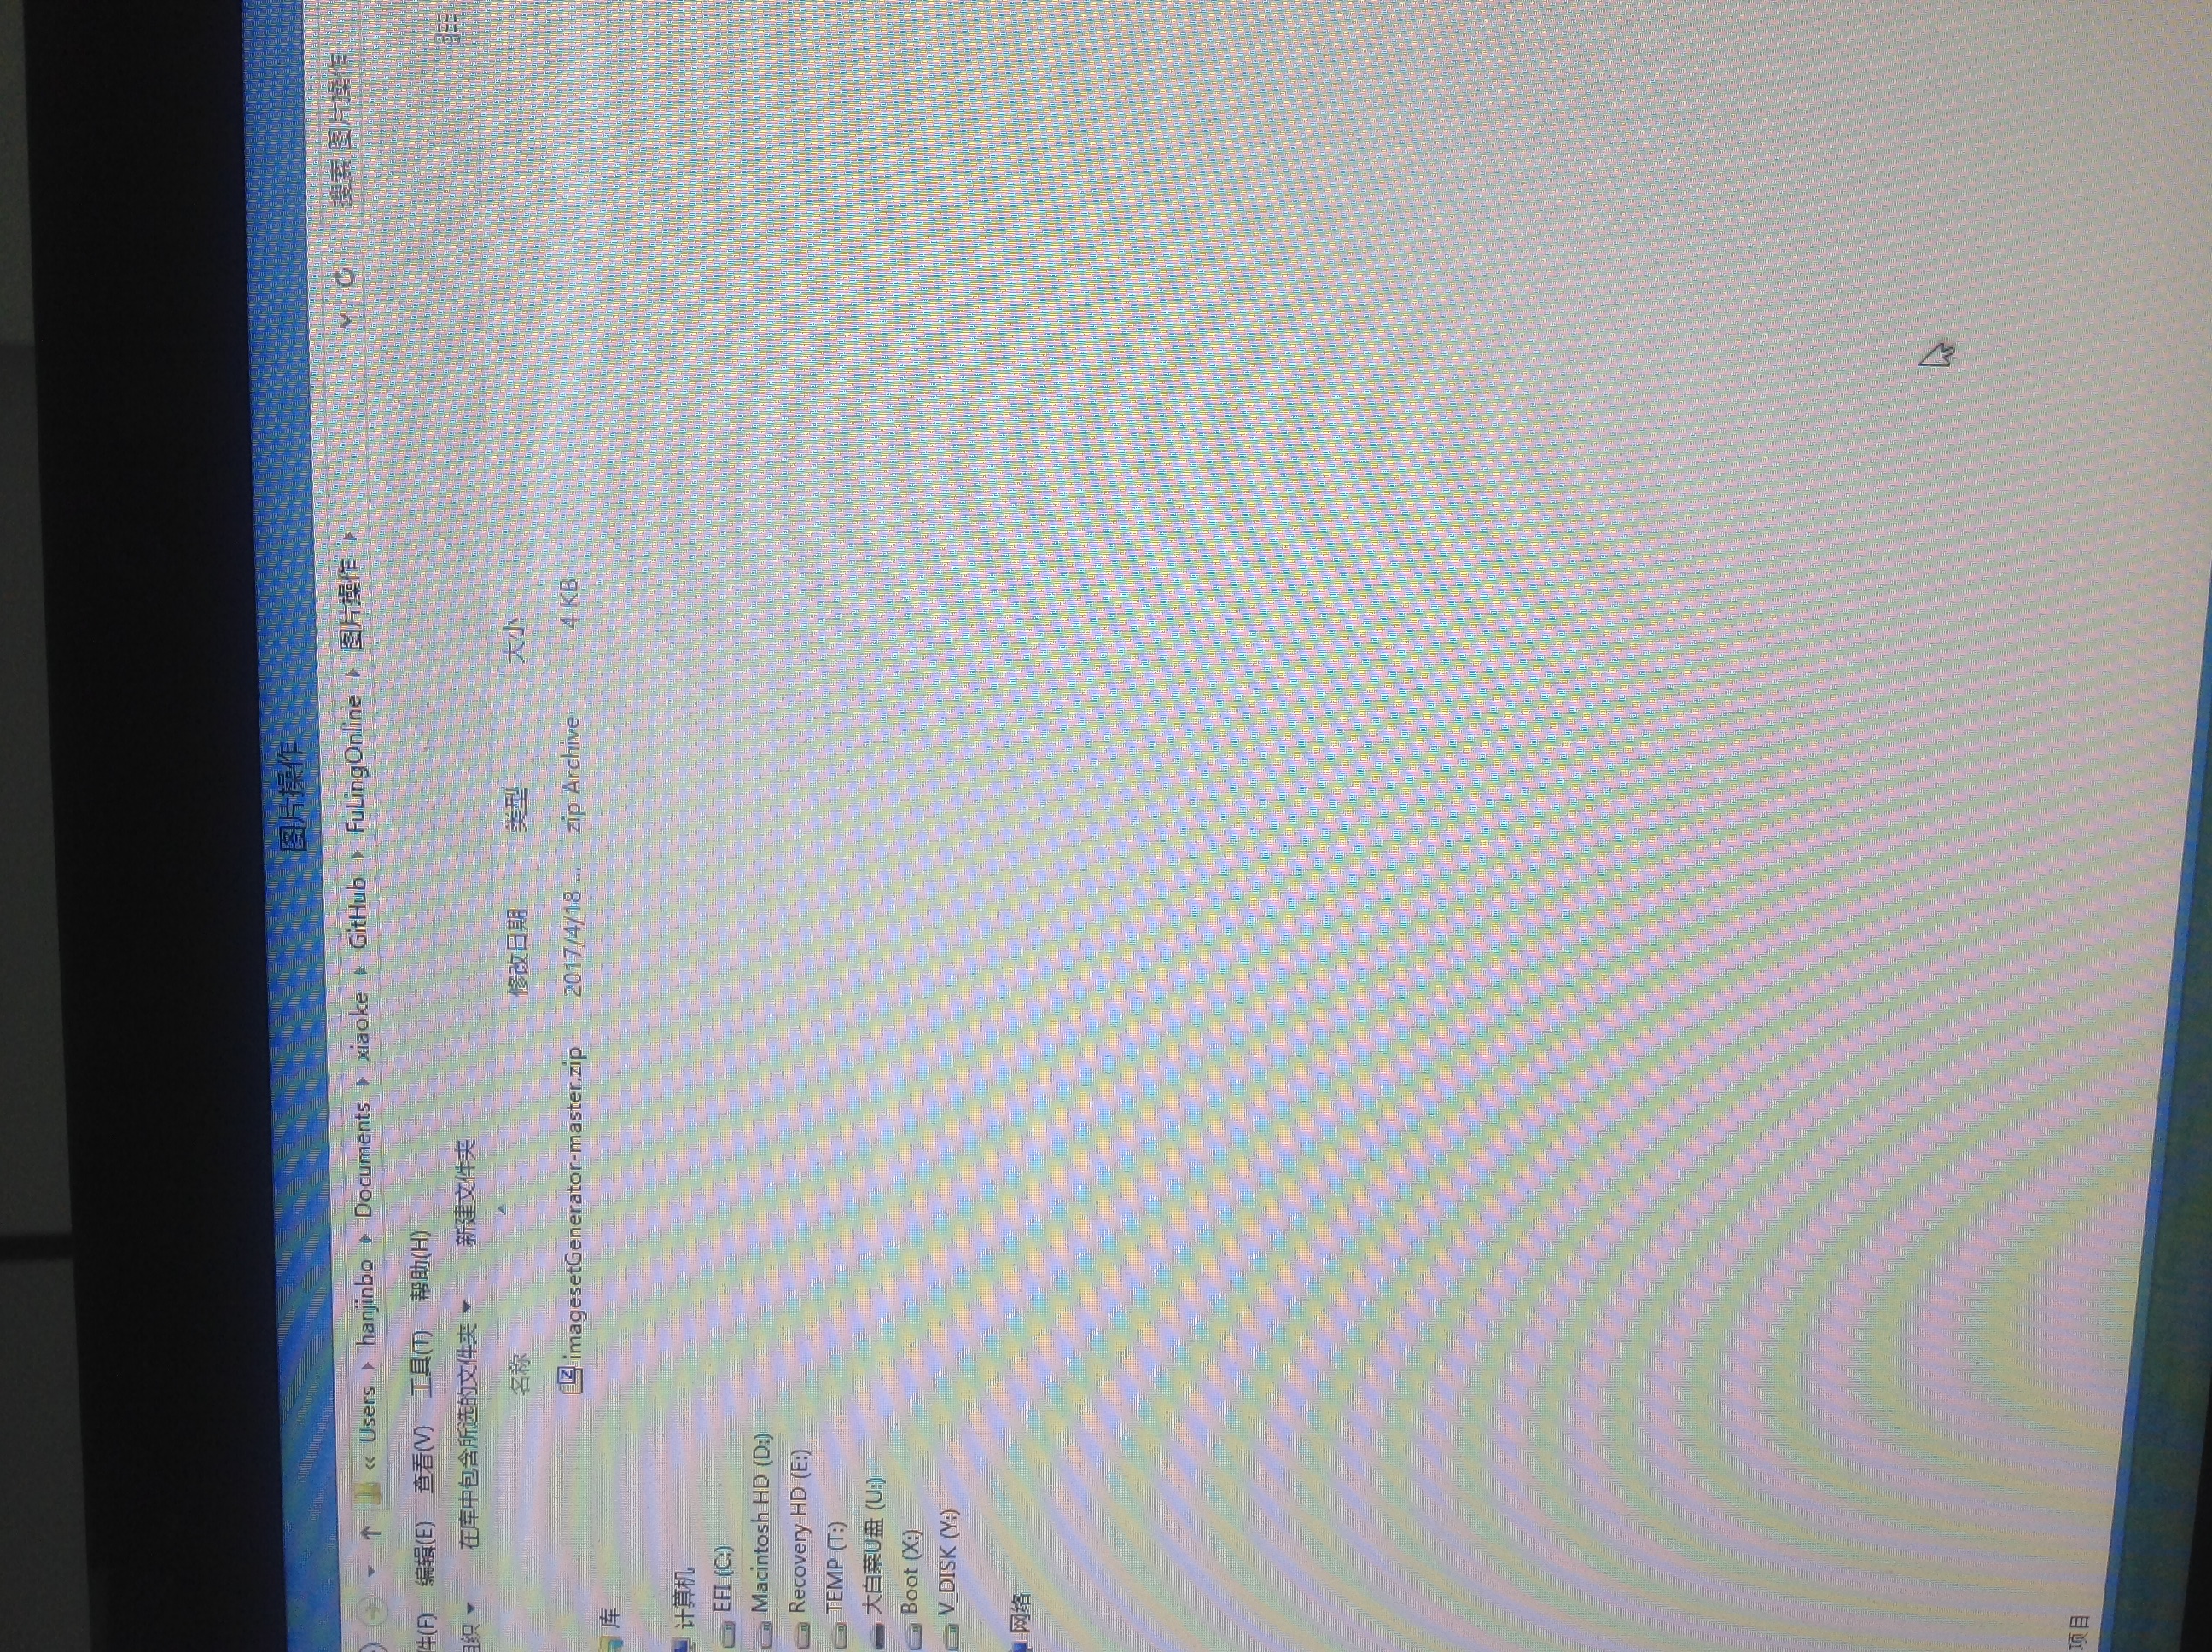 图片操作
« Users › hanjinbo › Documents › xiaoke › GitHub › FuLingOnline › 图片操作 › 搜索 图片操作
件(F) 编辑(E) 查看(V) 工具(T) 帮助(H)
组织 在库中包含所选的文件夹 新建文件夹
名称 修改日期 类型 大小
imagesetGenerator-master.zip 2017/4/18 ... zip Archive 4 KB
库
计算机
EFI (C:)
Macintosh HD (D:)
Recovery HD (E:)
TEMP (T:)
大白菜U盘 (U:)
Boot (X:)
V_DISK (Y:)
网络
项目